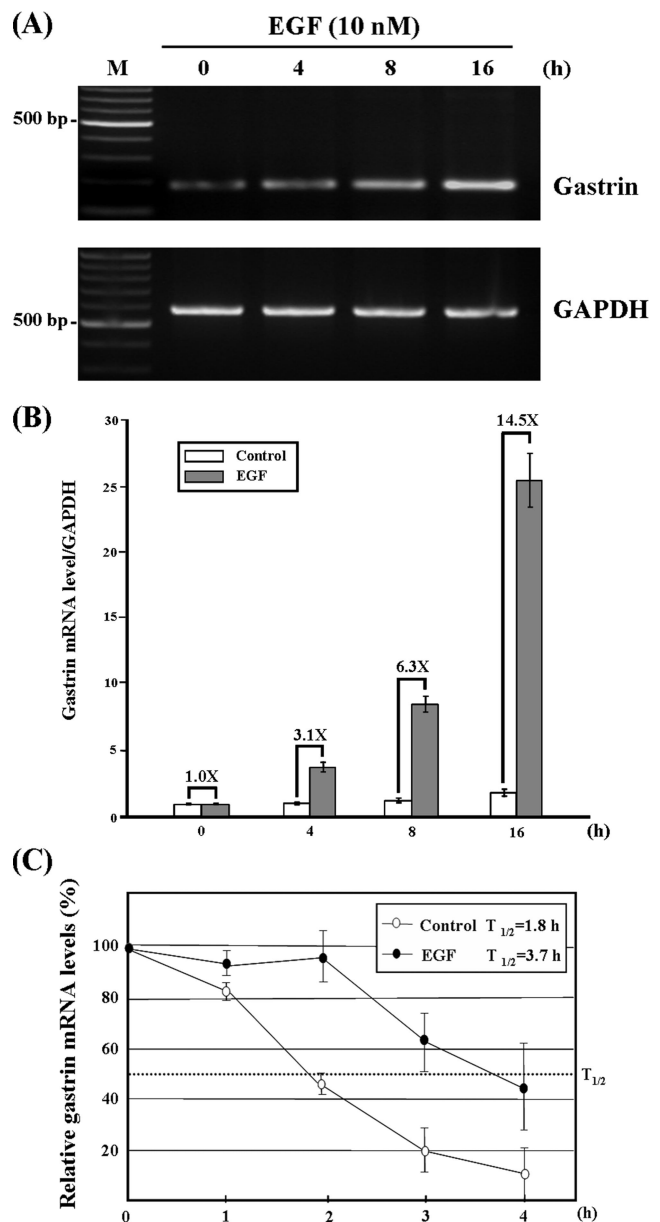 (A)
EGF (10 nM)
M 0 4 8 16 (h)
500 bp
Gastrin
500 bp
GAPDH
(B)
Gastrin mRNA level/GAPDH
30
25
20
15
10
5
0
Control
EGF
1.0X
3.1X
6.3X
14.5X
0 4 8 16 (h)
(C)
Relative gastrin mRNA levels (%)
100
80
60
40
20
Control T 1/2=1.8 h
EGF T 1/2=3.7 h
T1/2
0 1 2 3 4 (h)